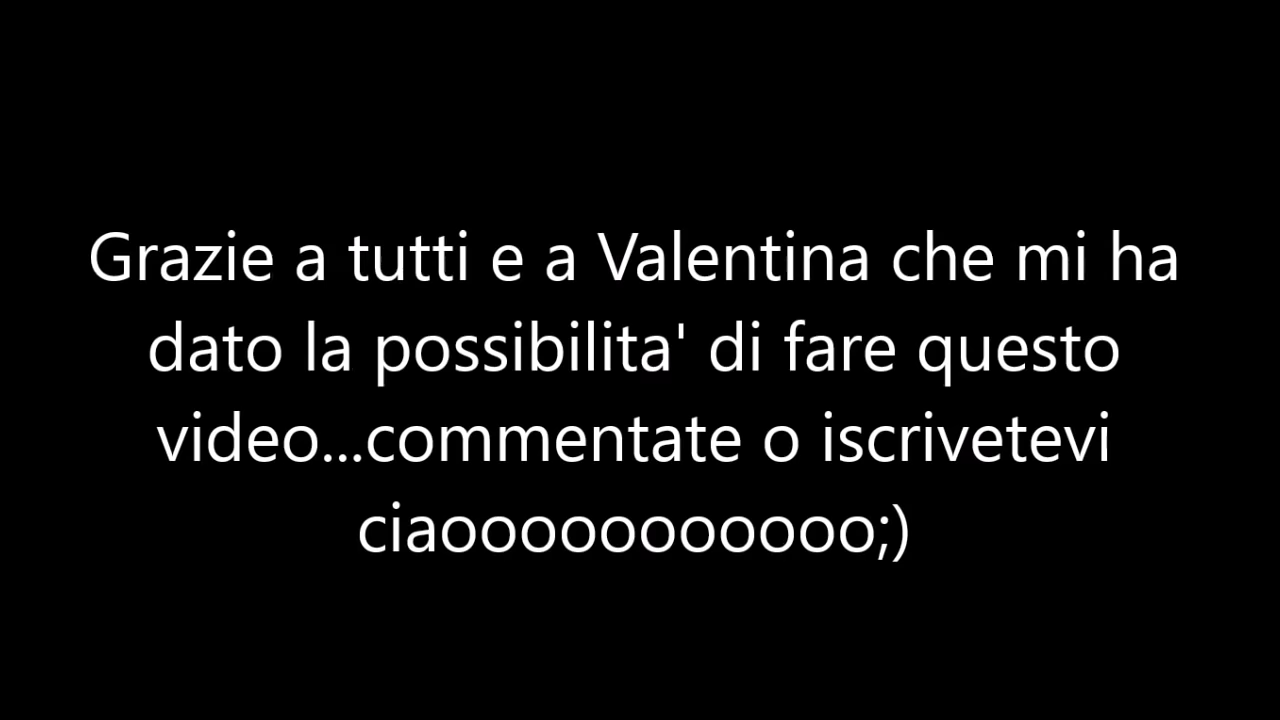 Grazie a tutti e a Valentina che mi ha
dato la possibilita' di fare questo
video...commentate o iscrivetevi
ciaooooooooooo;)